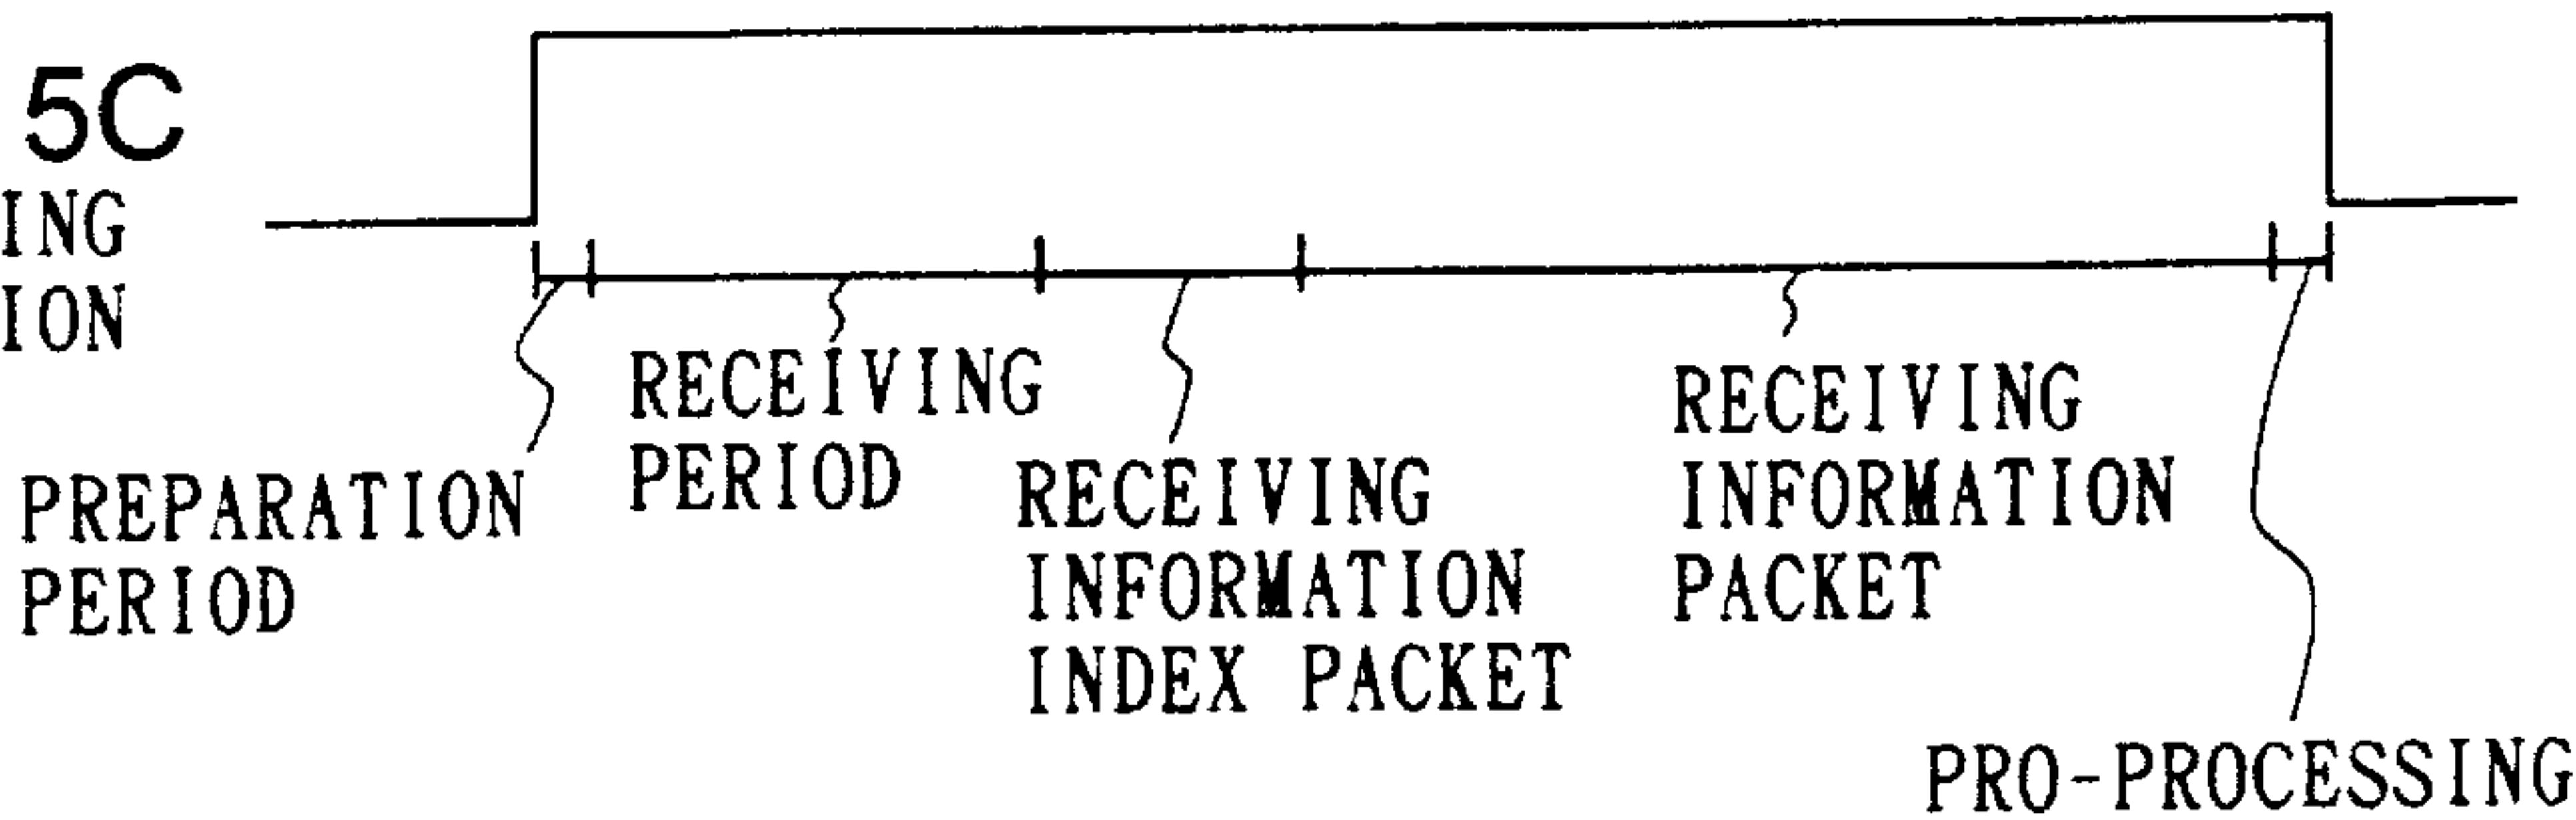 5C
ING
ION
PREPARATION
PERIOD
RECEIVING
PERIOD
RECEIVING
INFORMATION
INDEX PACKET
RECEIVING
INFORMATION
PACKET
PRO-PROCESSING